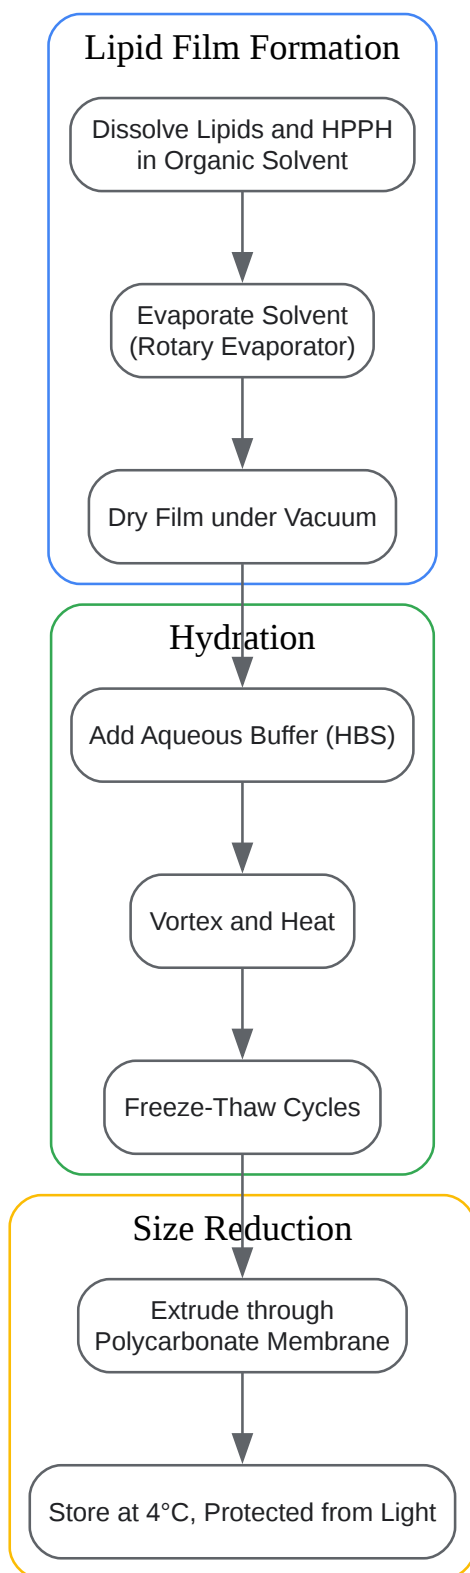 Lipid Film Formation
Dissolve Lipids and HPPH
in Organic Solvent
Evaporate Solvent
(Rotary Evaporator)
Dry Film under Vacuum
Hydration
Add Aqueous Buffer (HBS)
Vortex and Heat
Freeze-Thaw Cycles
Size Reduction
Extrude through
Polycarbonate Membrane
Store at 4°C, Protected from Light